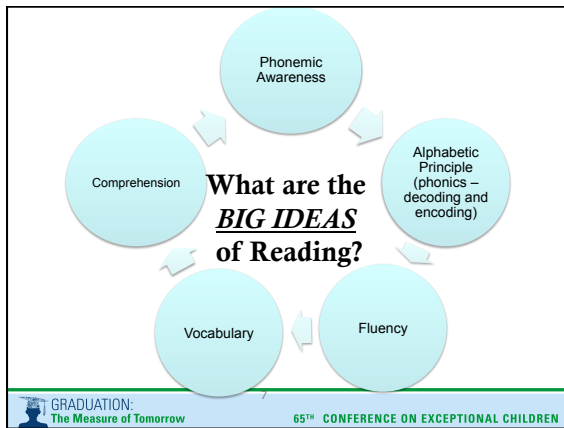 Phonemic
Awareness
Alphabetic
Principle
(phonics –
decoding and
encoding)
Comprehension
What are the
BIG IDEAS
of Reading?
Vocabulary
Fluency
7
GRADUATION:
The Measure of Tomorrow
65TH CONFERENCE ON EXCEPTIONAL CHILDREN